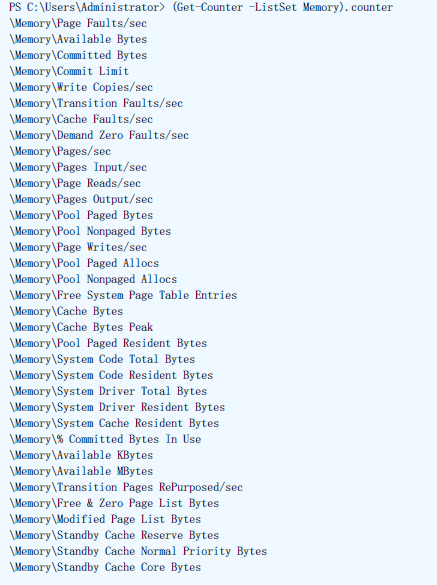 PS C:\Users\Administrator> (Get-Counter -ListSet Memory).counter
\Memory\Page Faults/sec
\Memory\Available Bytes
\Memory\Committed Bytes
\Memory\Commit Limit
\Memory\Write Copies/sec
\Memory\Transition Faults/sec
\Memory\Cache Faults/sec
\Memory\Demand Zero Faults/sec
\Memory\Pages/sec
\Memory\Pages Input/sec
\Memory\Page Reads/sec
\Memory\Pages Output/sec
\Memory\Pool Paged Bytes
\Memory\Pool Nonpaged Bytes
\Memory\Page Writes/sec
\Memory\Pool Paged Allocs
\Memory\Pool Nonpaged Allocs
\Memory\Free System Page Table Entries
\Memory\Cache Bytes
\Memory\Cache Bytes Peak
\Memory\Pool Paged Resident Bytes
\Memory\System Code Total Bytes
\Memory\System Code Resident Bytes
\Memory\System Driver Total Bytes
\Memory\System Driver Resident Bytes
\Memory\System Cache Resident Bytes
\Memory\% Committed Bytes In Use
\Memory\Available KBytes
\Memory\Available MBytes
\Memory\Transition Pages RePurposed/sec
\Memory\Free & Zero Page List Bytes
\Memory\Modified Page List Bytes
\Memory\Standby Cache Reserve Bytes
\Memory\Standby Cache Normal Priority Bytes
\Memory\Standby Cache Core Bytes